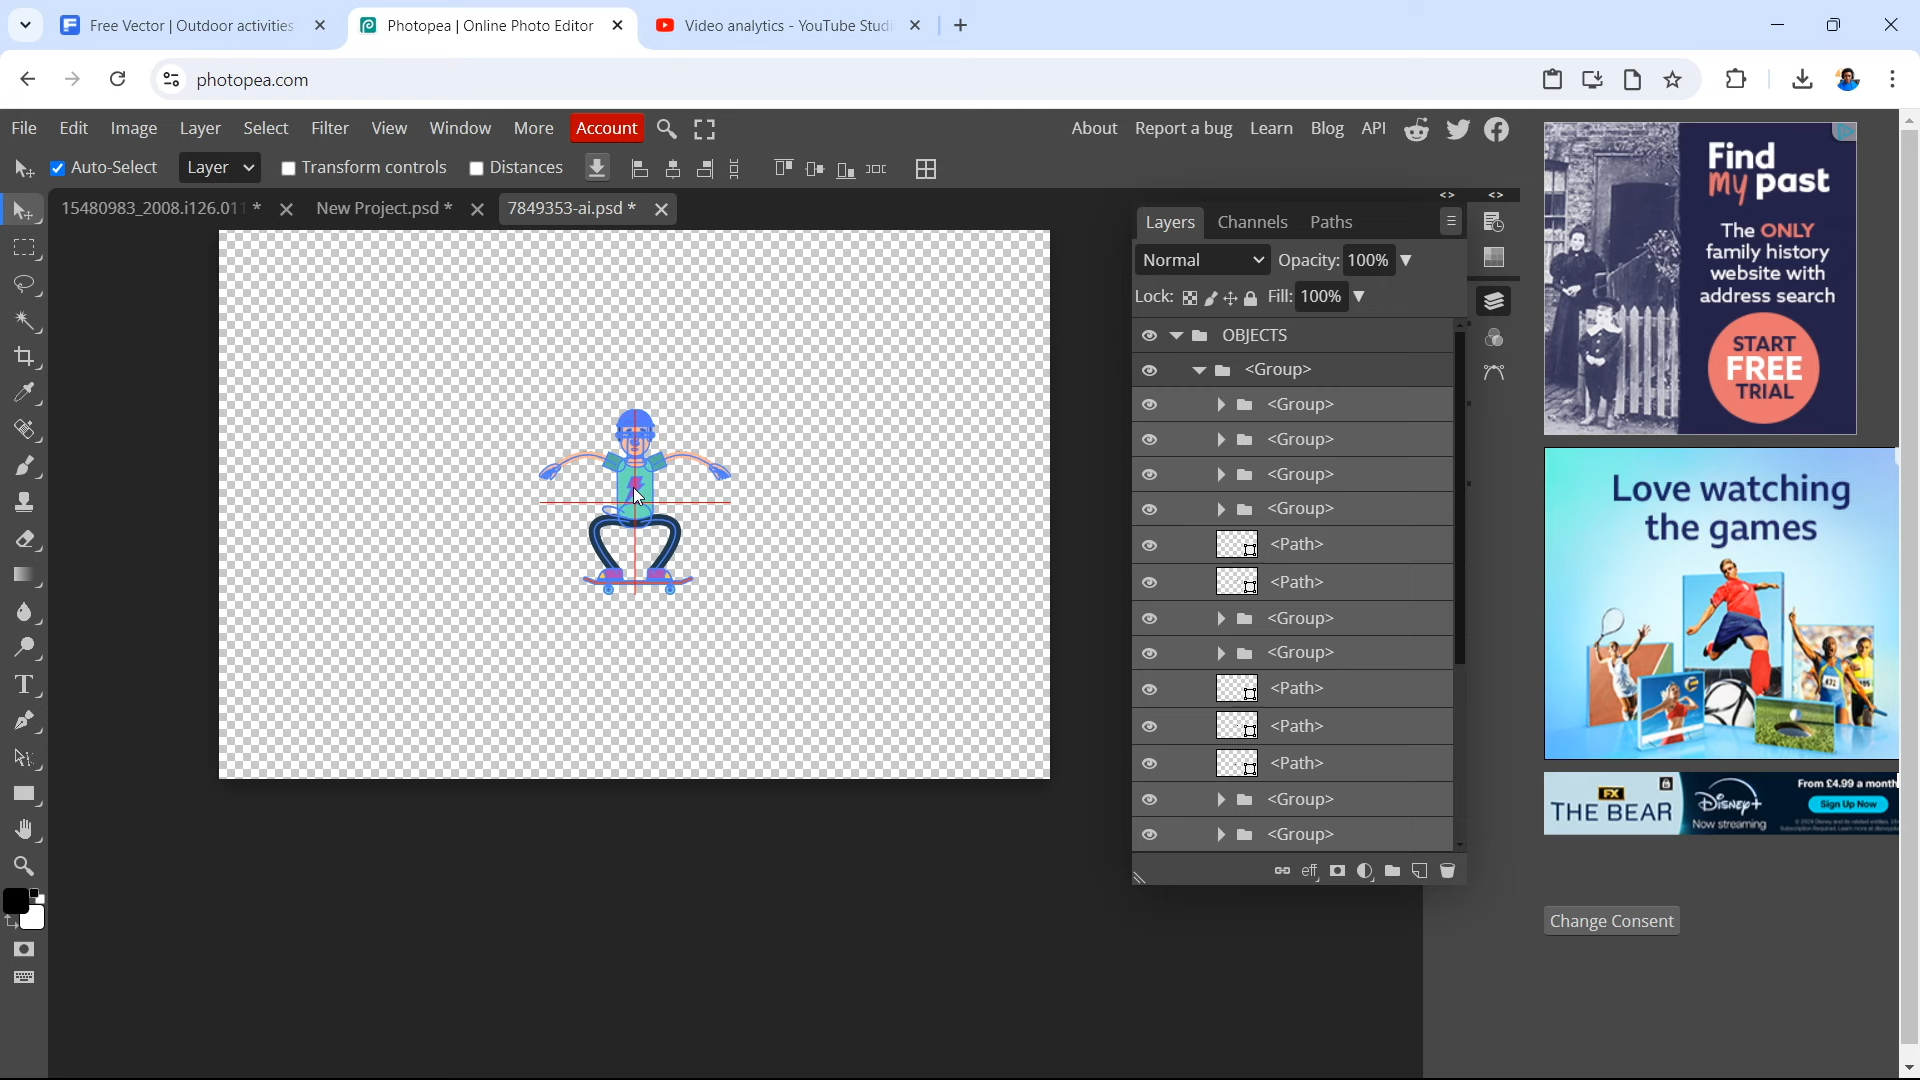 Free Vector | Outdoor activities
Photopea | Online Photo Editor
Video analytics - YouTube Studi
photopea.com
File Edit Image Layer Select Filter View Window More Account
About Report a bug Learn Blog API
Auto-Select Layer Transform controls Distances
15480983_2008.i126.011 *
New Project.psd *
7849353-ai.psd *
Layers Channels Paths
Normal Opacity: 100%
Lock: Fill: 100%
OBJECTS
<Group>
<Group>
<Group>
<Group>
<Group>
<Path>
<Path>
<Group>
<Group>
<Path>
<Path>
<Path>
<Group>
<Group>
eff
T
Find
My past
The ONLY
family history
website with
address search
START
FREE
TRIAL
Love watching
the games
FX
THE BEAR
Disney+
Now streaming
From £4.99 a month
Sign Up Now
Change Consent